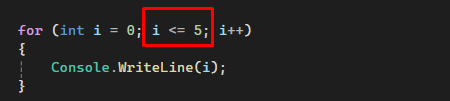 for (int i = 0; i <= 5; i++)
{
    Console.WriteLine(i);
}